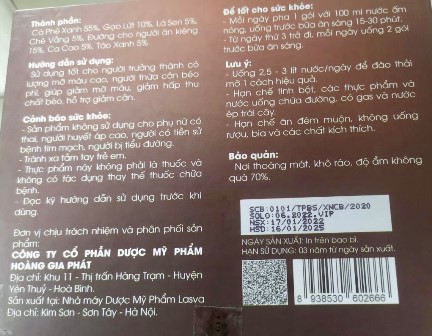 Thành phần:
Cà Phê Xanh 55%, Gạo Lứt 10%, Lá Sen 5%,
Chè Vằng 5%, Đường cho người ăn kiêng
15%, Ca Cao 5%, Táo Xanh 5%.
Hướng dẫn sử dụng:
Sử dụng tốt cho người trưởng thành có
lượng mỡ máu cao, người thừa cân béo
phì, giúp giảm mỡ máu, giảm hấp thu
chất béo, hỗ trợ giảm cân.
Cảnh báo sức khỏe:
- Sản phẩm không sử dụng cho phụ nữ có
thai, người huyết áp cao, người có tiền sử
bệnh tim mạch, người bị tiểu đường.
- Tránh xa tầm tay trẻ em.
- Thực phẩm này không phải là thuốc và
không có tác dụng thay thế thuốc chữa
bệnh.
- Đọc kỹ hướng dẫn sử dụng trước khi
dùng.
Đơn vị chịu trách nhiệm và phân phối sản
phẩm:
CÔNG TY CỔ PHẦN DƯỢC MỸ PHẨM
HOÀNG GIA PHÁT
Địa chỉ: Khu 11 - Thị trấn Hàng Trạm - Huyện
Yên Thuỷ - Hoà Bình.
Sản xuất tại: Nhà máy Dược Mỹ Phẩm Lasva
Địa chỉ: Kim Sơn - Sơn Tây - Hà Nội.
Để tốt cho sức khỏe:
- Mỗi ngày pha 1 gói với 100 ml nước ấm
nóng, uống trước bữa ăn sáng 15-30 phút.
- Từ ngày thứ 3 trở đi, mỗi ngày uống 2 gói
trước bữa ăn sáng.
Lưu ý:
- Uống 2,5 - 3 lít nước/ngày để đào thải
mỡ 1 cách hiệu quả.
- Hạn chế tinh bột, các thực phẩm và
nước uống chứa đường, có gas và nước
ép trái cây.
- Hạn chế ăn đêm muộn, không uống
rượu, bia và các chất kích thích.
Bảo quản:
Nơi thoáng mát, khô ráo, độ ẩm không
quá 70%.
SCB:0101/TPBS/XNCB/2020
SOLO:06.2022.VIP
NSX:17/01/2022
HSD:16/01/2025
NGÀY SẢN XUẤT: In trên bao bì.
HẠN SỬ DỤNG: 03 năm từ ngày sản xuất.
8 938530 602666